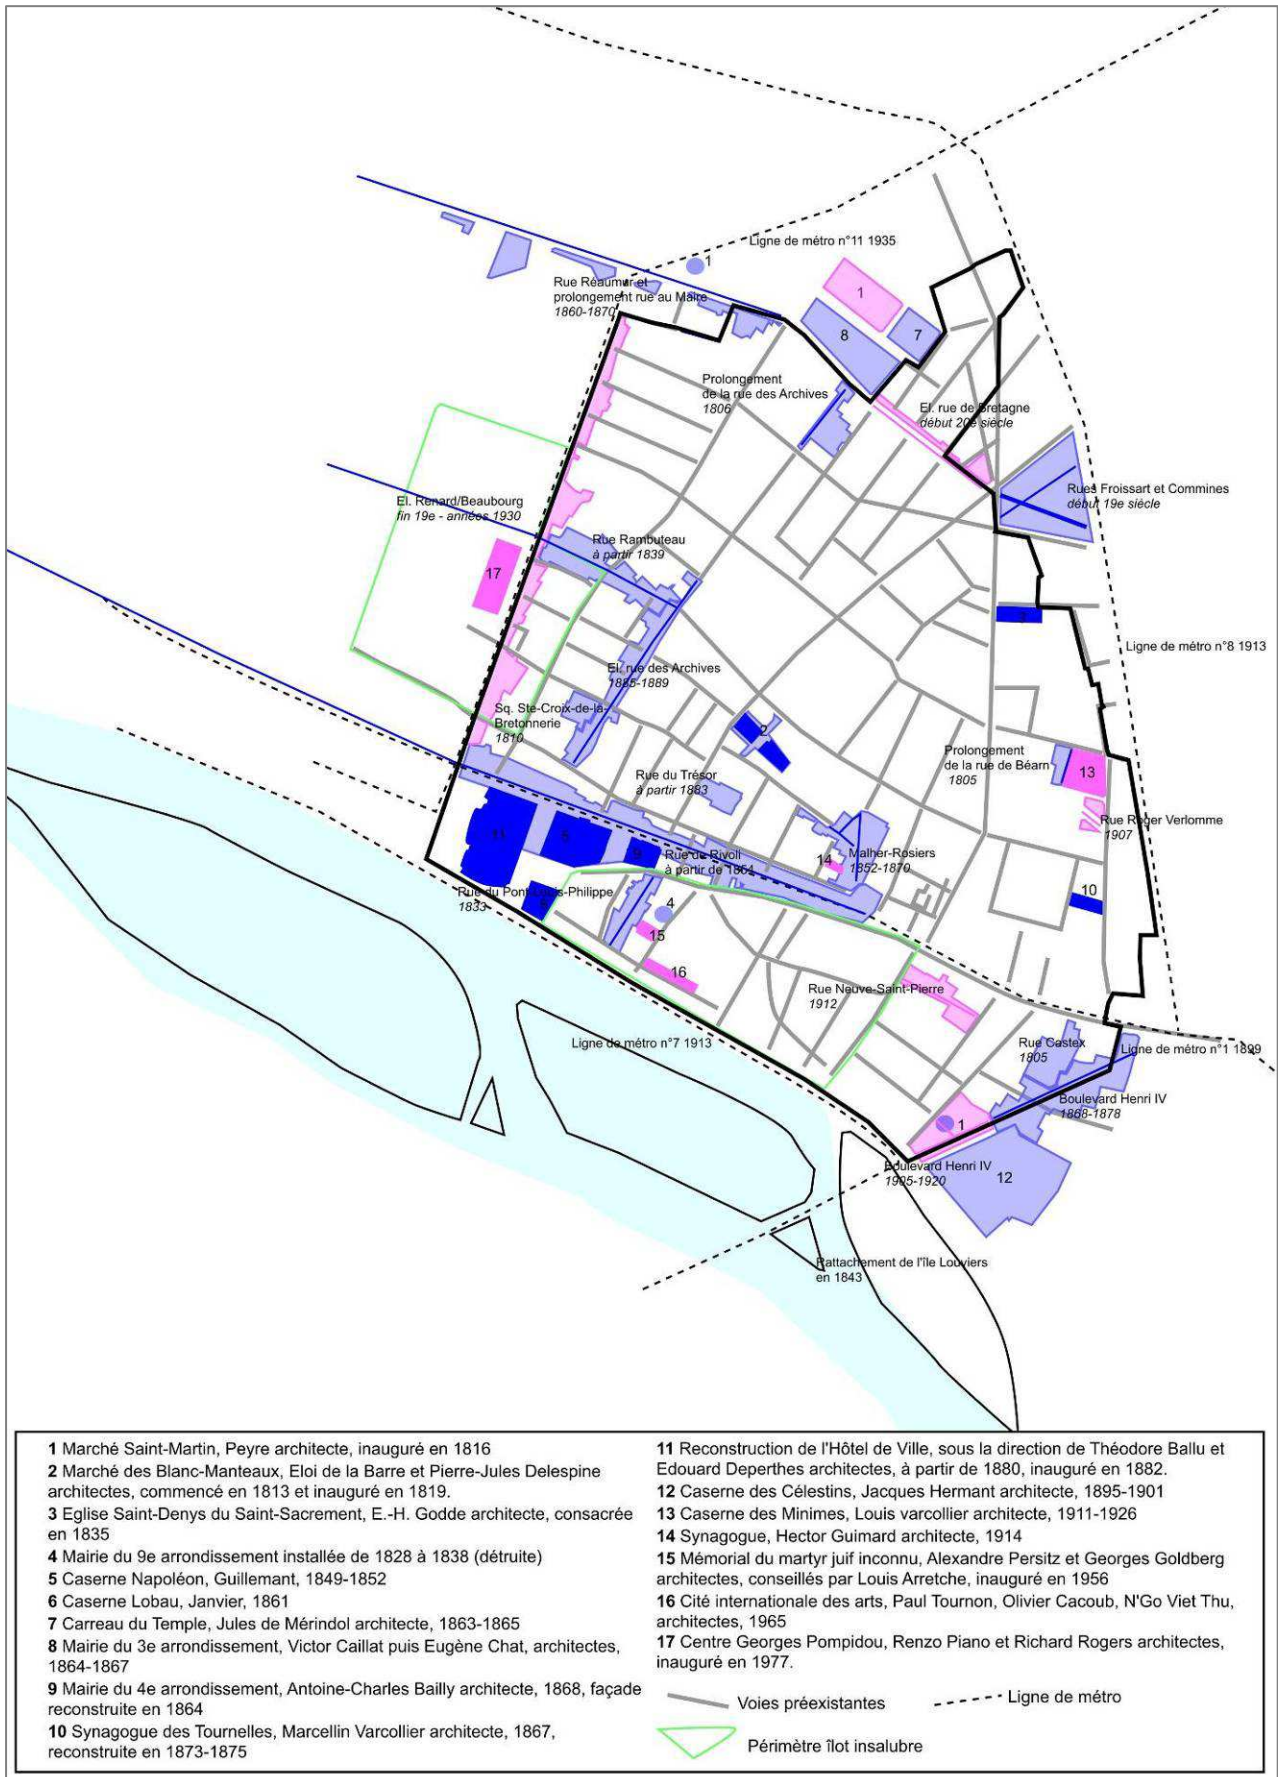 Ligne de métro n°11 1935
1
Rue Réaumur et
prolongement rue au Maire
1860-1870
1
8
7
Prolongement
de la rue des Archives
1806
El. rue de Bretagne
début 20e siècle
Rues Froissart et Commines
début 19e siècle
El. Renard/Beaubourg
fin 19e - années 1930
Rue Rambuteau
à partir 1839
17
3
Ligne de métro n°8 1913
El. rue des Archives
1885-1889
Sq. Ste-Croix-de-la-
Bretonnerie
1810
2
Prolongement
de la rue de Béarn
1805
13
Rue du Trésor
à partir 1883
Rue Roger Verlomme
1907
11
5
9
Rue de Rivoli
à partir de 1851
14
Malher-Rosiers
1852-1870
10
Rue du Pont Louis-Philippe
1833
6
4
15
16
Rue Neuve-Saint-Pierre
1912
Ligne de métro n°7 1913
Rue Castex
1805
Ligne de métro n°1 1899
Boulevard Henri IV
1868-1878
1
Boulevard Henri IV
1905-1920
12
Rattachement de l'île Louviers
en 1843
1 Marché Saint-Martin, Peyre architecte, inauguré en 1816
2 Marché des Blanc-Manteaux, Eloi de la Barre et Pierre-Jules Delespine
architectes, commencé en 1813 et inauguré en 1819.
3 Eglise Saint-Denys du Saint-Sacrement, E.-H. Godde architecte, consacrée
en 1835
4 Mairie du 9e arrondissement installée de 1828 à 1838 (détruite)
5 Caserne Napoléon, Guillemant, 1849-1852
6 Caserne Lobau, Janvier, 1861
7 Carreau du Temple, Jules de Mérindol architecte, 1863-1865
8 Mairie du 3e arrondissement, Victor Caillat puis Eugène Chat, architectes,
1864-1867
9 Mairie du 4e arrondissement, Antoine-Charles Bailly architecte, 1868, façade
reconstruite en 1864
10 Synagogue des Tournelles, Marcellin Varcollier architecte, 1867,
reconstruite en 1873-1875
11 Reconstruction de l'Hôtel de Ville, sous la direction de Théodore Ballu et
Edouard Deperthes architectes, à partir de 1880, inauguré en 1882.
12 Caserne des Célestins, Jacques Hermant architecte, 1895-1901
13 Caserne des Minimes, Louis varcollier architecte, 1911-1926
14 Synagogue, Hector Guimard architecte, 1914
15 Mémorial du martyr juif inconnu, Alexandre Persitz et Georges Goldberg
architectes, conseillés par Louis Arretche, inauguré en 1956
16 Cité internationale des arts, Paul Tournon, Olivier Cacoub, N'Go Viet Thu,
architectes, 1965
17 Centre Georges Pompidou, Renzo Piano et Richard Rogers architectes,
inauguré en 1977.
Voies préexistantes
Ligne de métro
Périmètre îlot insalubre